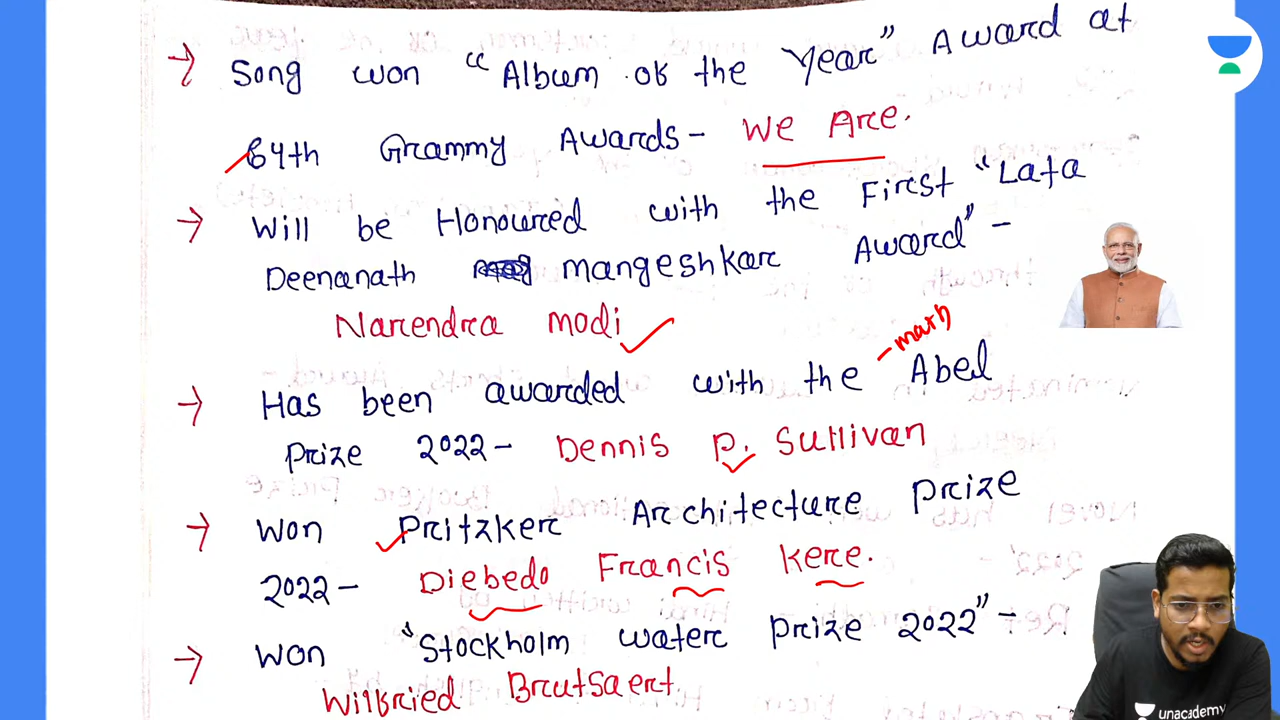 → Song won "Album of the Year" Award at
64th Grammy Awards- We Are.
→ Will be Honoured with the First "Lata
Deenanath mangeshkar Award" -
Narendra modi
- math
→ Has been awarded with the Abel
Prize 2022- Dennis P. Sullivan
→ Won Pritzker Architecture prize
2022- Diebedo Francis kere.
→ Won "Stockholm water prize 2022" -
Wilfried Brutsaert.
unacademy